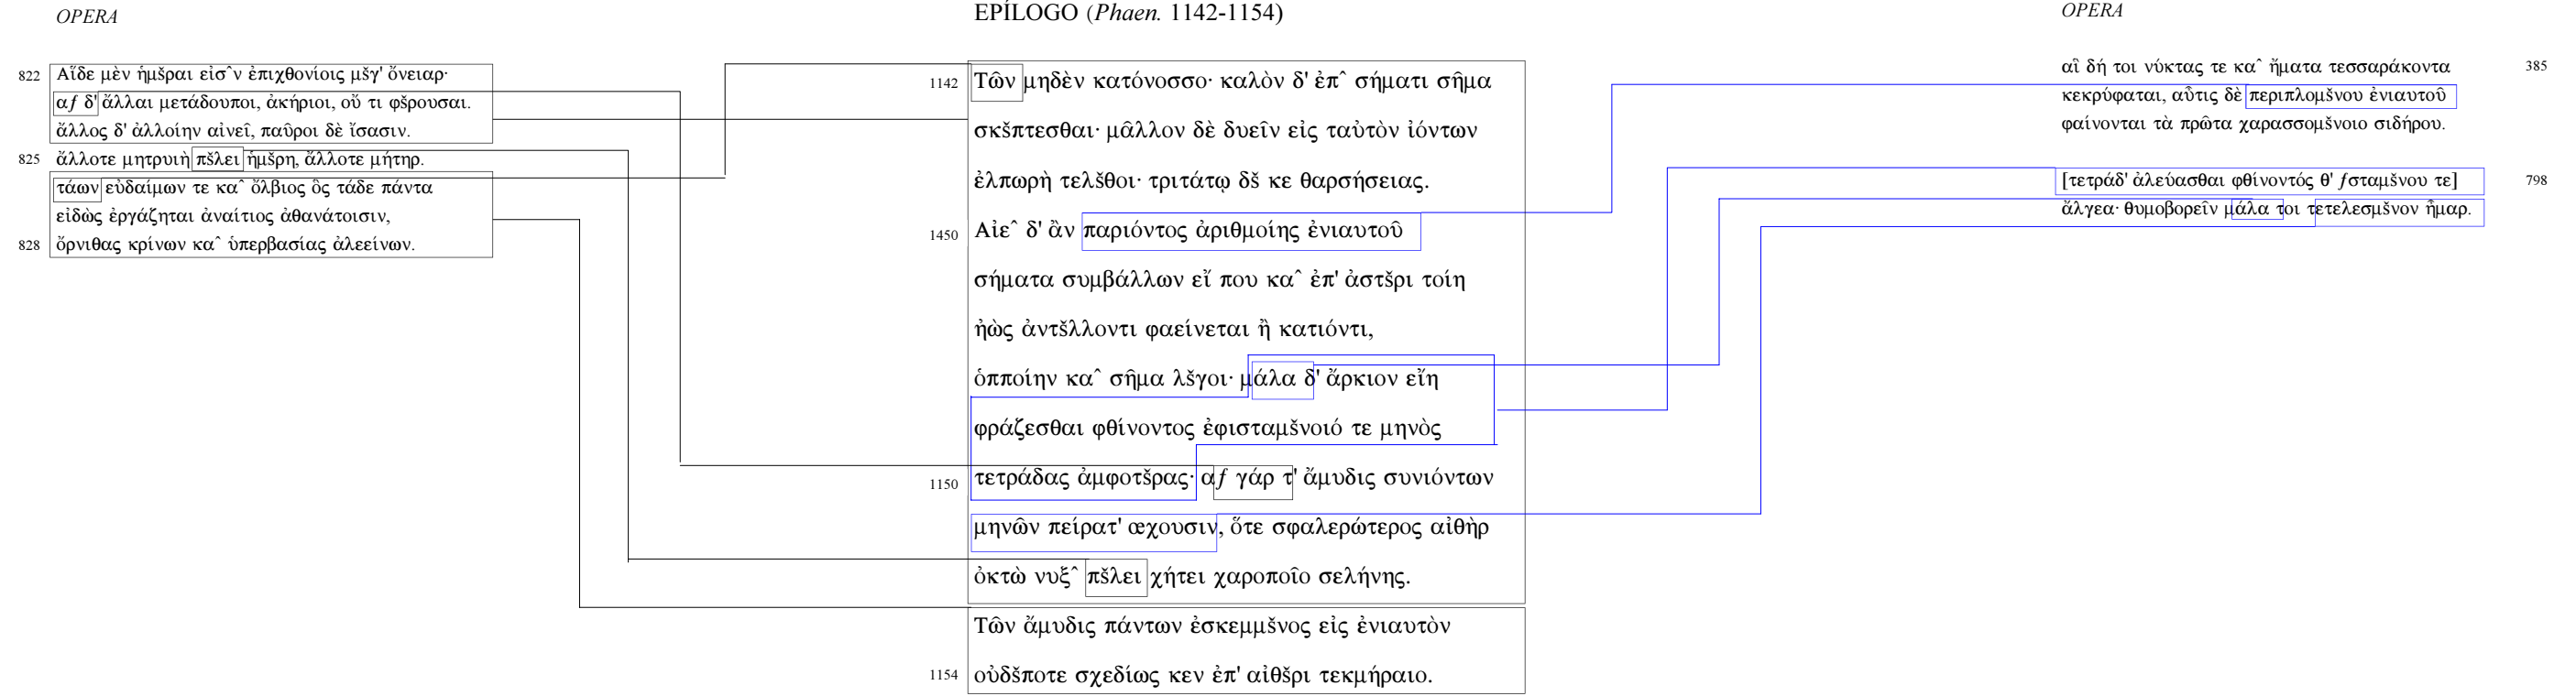 OPERA
822 Αἵδε μὲν ἡμšραι εἰσˆν ἐπιχθονίοις μšγ' ὄνειαρ·
αƒ δ' ἄλλαι μετάδουποι, ἀκήριοι, οὔ τι φšρουσαι.
ἄλλος δ' ἀλλοίην αἰνεῖ, παῦροι δὲ ἴσασιν.
825 ἄλλοτε μητρυιὴ πšλει ἡμšρη, ἄλλοτε μήτηρ.
τάων εὐδαίμων τε καˆ ὄλβιος ὃς τάδε πάντα
εἰδὼς ἐργάζηται ἀναίτιος ἀθανάτοισιν,
828 ὄρνιθας κρίνων καˆ ὑπερβασίας ἀλεείνων.
EPÍLOGO (Phaen. 1142-1154)
1142 Τῶν μηδὲν κατόνοσσο· καλὸν δ' ἐπˆ σήματι σῆμα
σκšπτεσθαι· μᾶλλον δὲ δυεῖν εἰς ταὐτὸν ἰόντων
ἐλπωρὴ τελšθοι· τριτάτῳ δš κε θαρσήσειας.
1450 Αἰεˆ δ' ἂν παριόντος ἀριθμοίης ἐνιαυτοῦ
σήματα συμβάλλων εἴ που καˆ ἐπ' ἀστšρι τοίη
ἠὼς ἀντšλλοντι φαείνεται ἢ κατιόντι,
ὁπποίην καˆ σῆμα λšγοι· μάλα δ' ἄρκιον εἴη
φράζεσθαι φθίνοντος ἐφισταμšνοιό τε μηνὸς
1150 τετράδας ἀμφοτšρας· αƒ γάρ τ' ἄμυδις συνιόντων
μηνῶν πείρατ' œχουσιν, ὅτε σφαλερώτερος αἰθὴρ
ὀκτὼ νυξˆ πšλει χήτει χαροποῖο σελήνης.
Τῶν ἄμυδις πάντων ἐσκεμμšνος εἰς ἐνιαυτὸν
1154 οὐδšποτε σχεδίως κεν ἐπ' αἰθšρι τεκμήραιο.
OPERA
αἳ δή τοι νύκτας τε καˆ ἤματα τεσσαράκοντα 385
κεκρύφαται, αὖτις δὲ περιπλομšνου ἐνιαυτοῦ
φαίνονται τὰ πρῶτα χαρασσομšνοιο σιδήρου.
[τετράδ' ἀλεύασθαι φθίνοντός θ' ƒσταμšνου τε] 798
ἄλγεα· θυμοβορεῖν μάλα τοι τετελεσμšνον ἦμαρ.